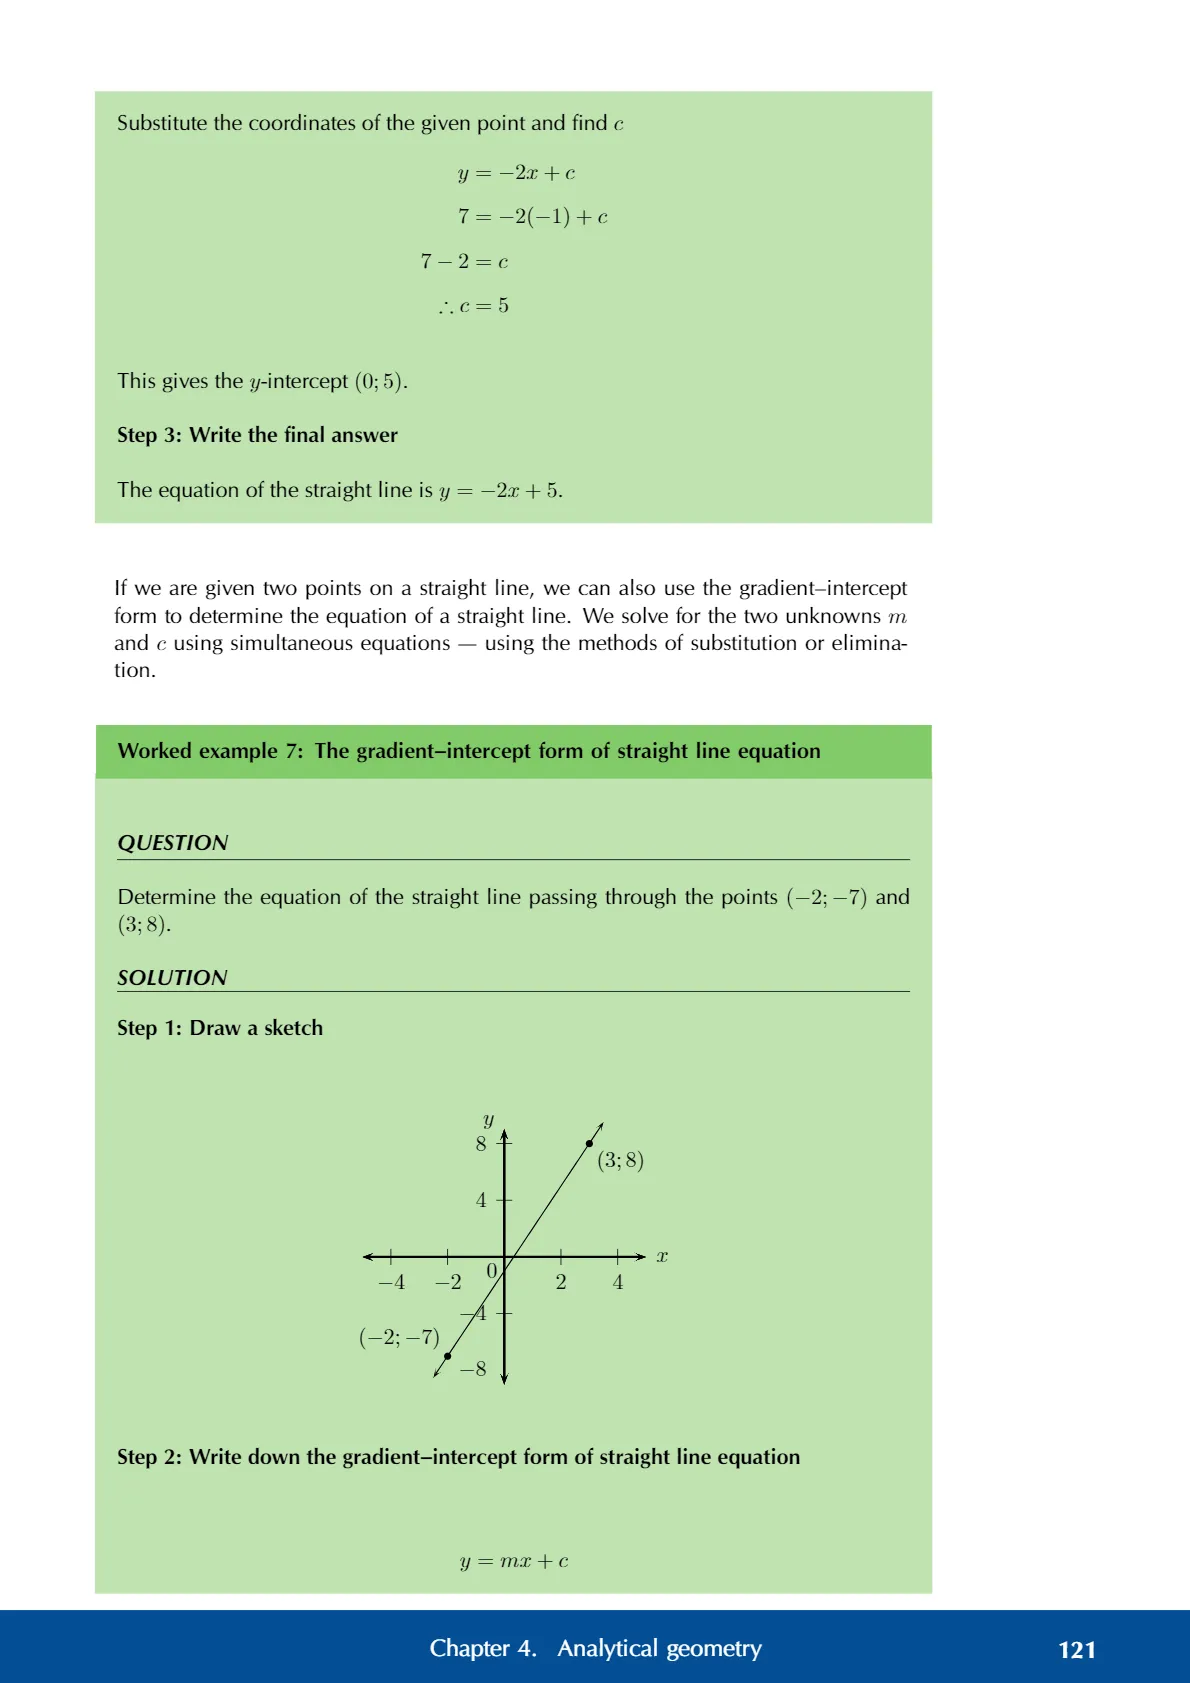 Substitute the coordinates of the given point and find c
y = −2x + c
7 = −2(−1) + c
7 − 2 = c
∴ c = 5
This gives the y-intercept (0; 5).
Step 3: Write the final answer
The equation of the straight line is y = −2x + 5.
If we are given two points on a straight line, we can also use the gradient–intercept
form to determine the equation of a straight line. We solve for the two unknowns m
and c using simultaneous equations — using the methods of substitution or elimina-
tion.
Worked example 7: The gradient–intercept form of straight line equation
QUESTION
Determine the equation of the straight line passing through the points (−2; −7) and
(3; 8).
SOLUTION
Step 1: Draw a sketch
y
8
(3; 8)
4
x
0
−4 −2 2 4
−4
(−2; −7)
−8
Step 2: Write down the gradient–intercept form of straight line equation
y = mx + c
Chapter 4. Analytical geometry 121